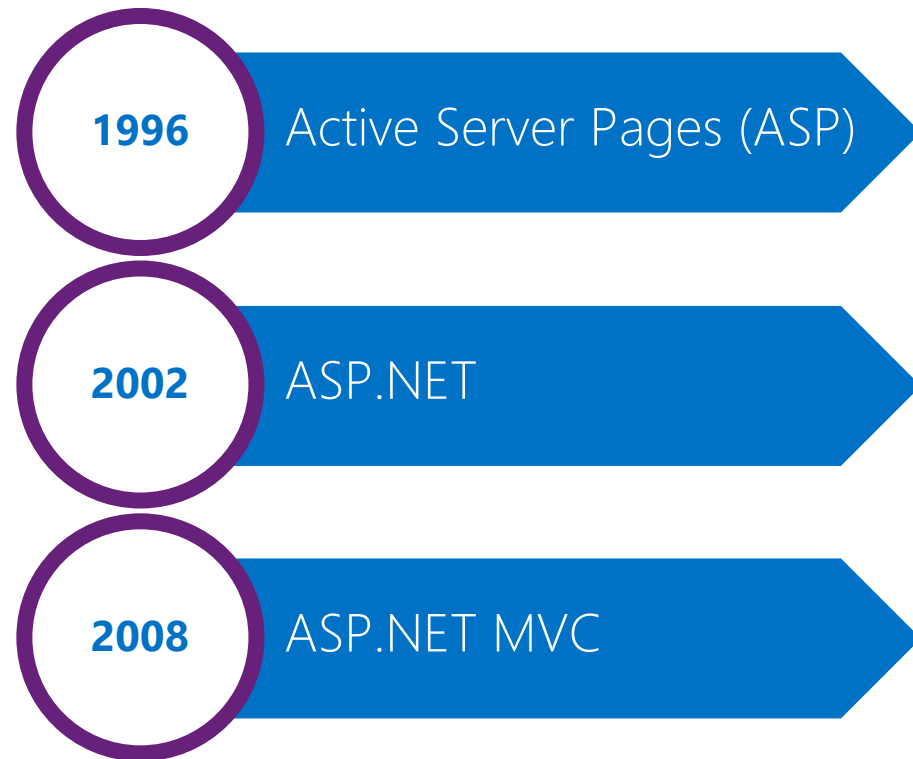 1996
Active Server Pages (ASP)
2002
ASP.NET
2008
ASP.NET MVC